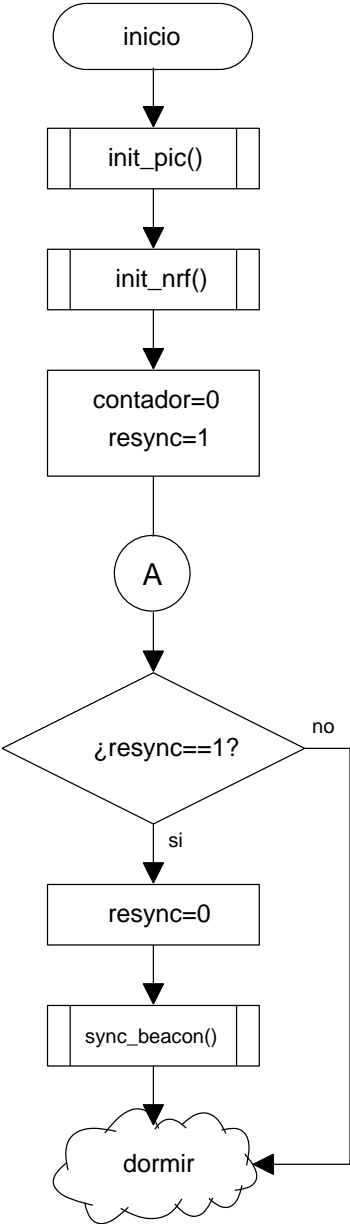 inicio
init_pic()
init_nrf()
contador=0
resync=1
A
¿resync==1?
no
si
resync=0
sync_beacon()
dormir